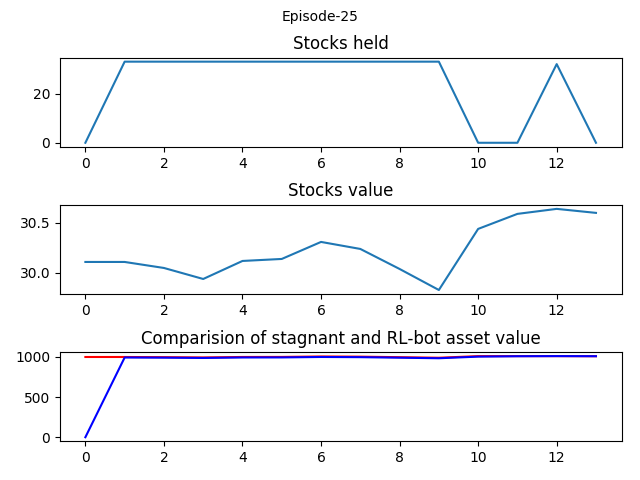 Episode-25
Stocks held
20
0
0 2 4 6 8 10 12
Stocks value
30.5
30.0
0 2 4 6 8 10 12
Comparision of stagnant and RL-bot asset value
1000
500
0
0 2 4 6 8 10 12